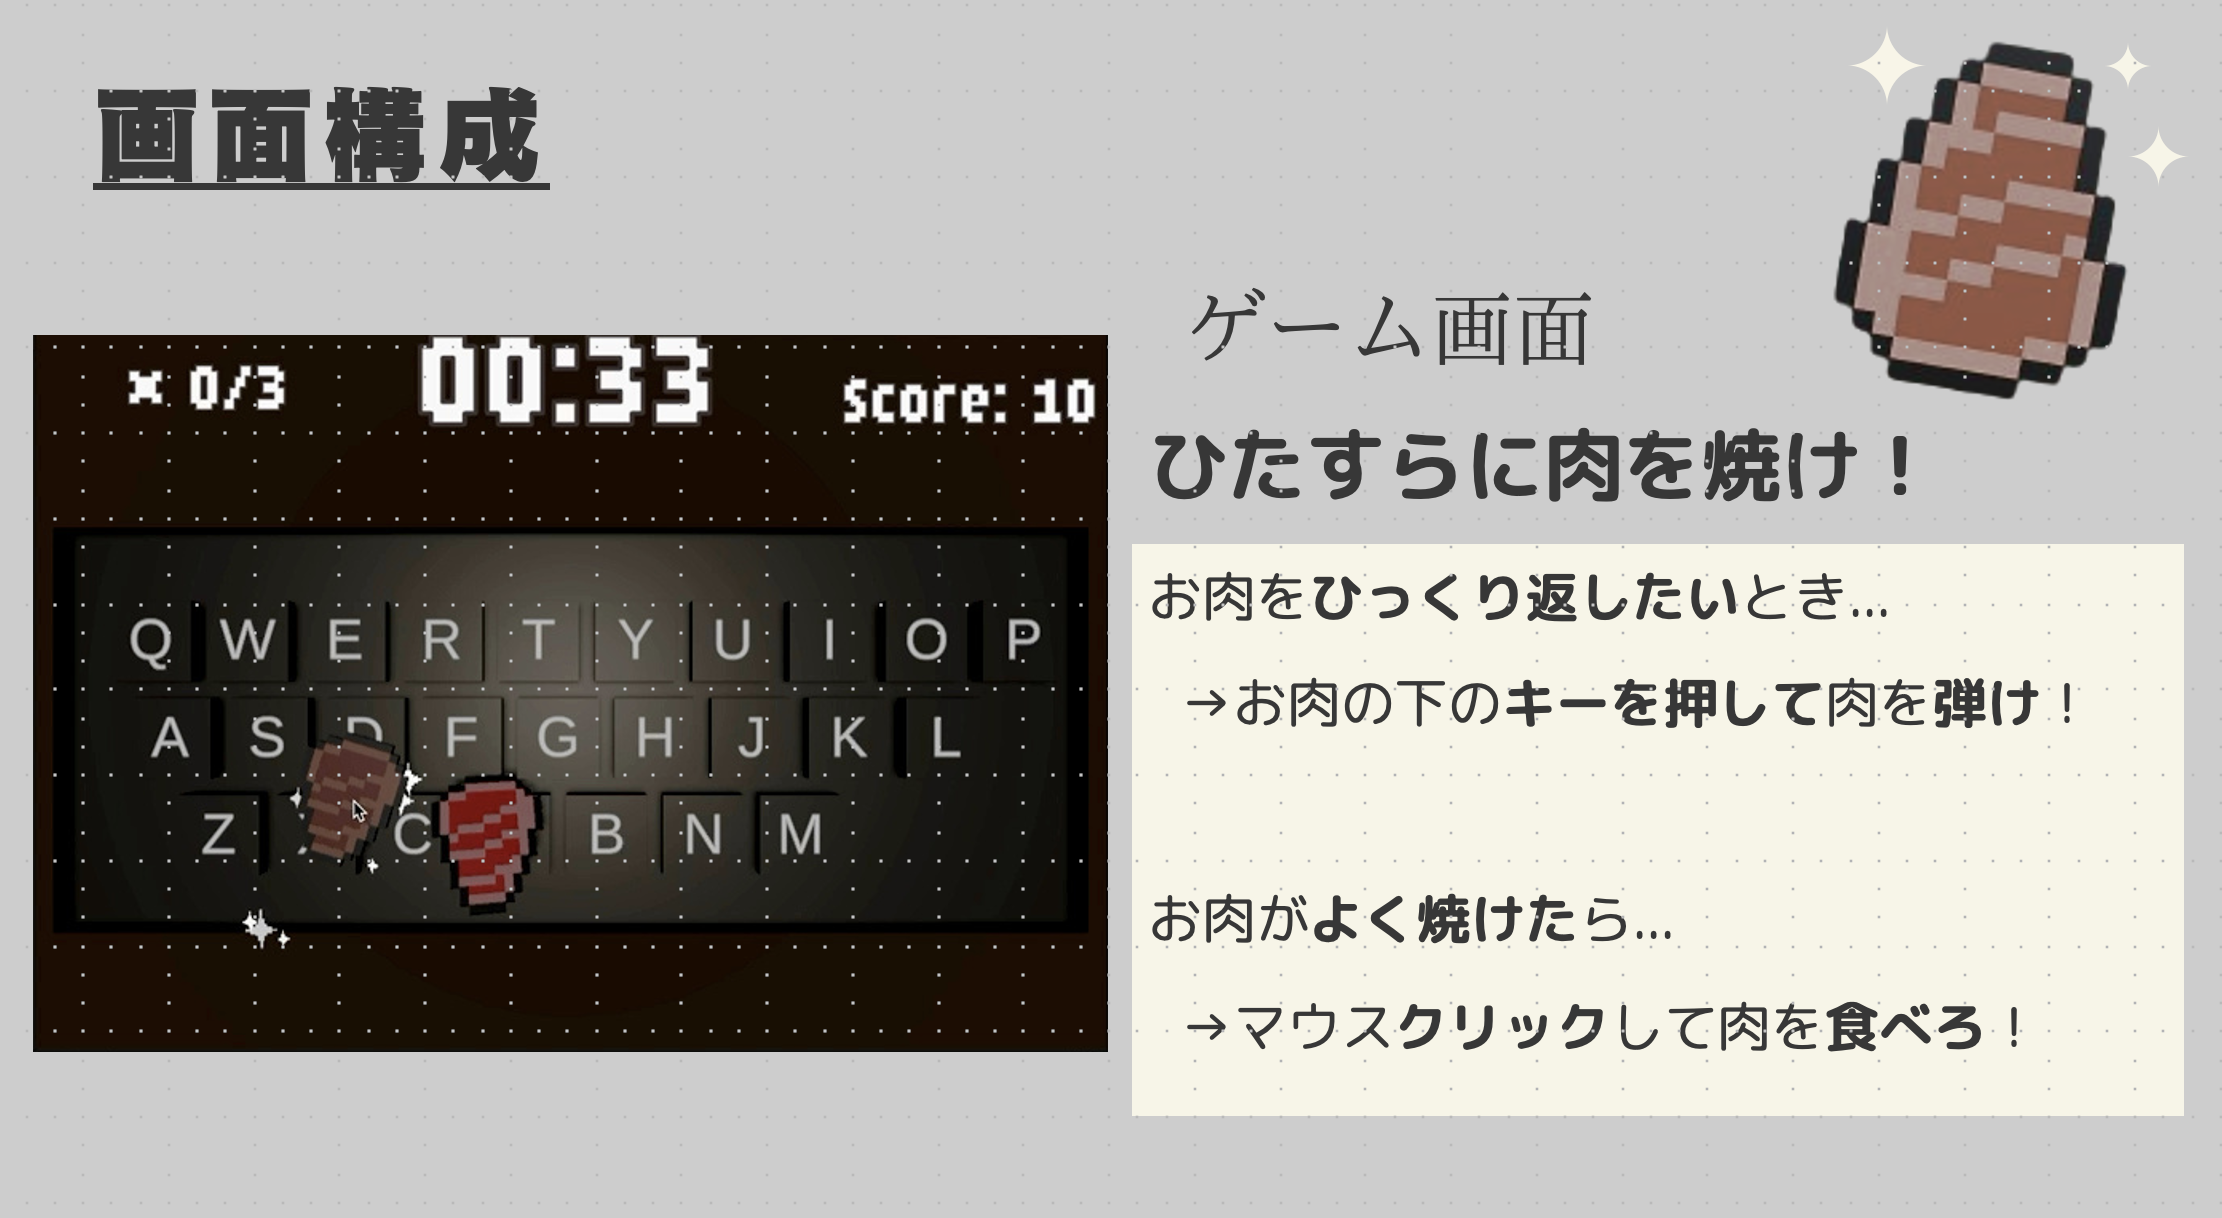 画面構成
× 0/3
00:33
Score: 10
Q W E R T Y U I O P
A S D F G H J K L
Z C B N M
ゲーム画面
ひたすらに肉を焼け！
お肉をひっくり返したいとき...
→お肉の下のキーを押して肉を弾け！
お肉がよく焼けたら...
→マウスクリックして肉を食べろ！